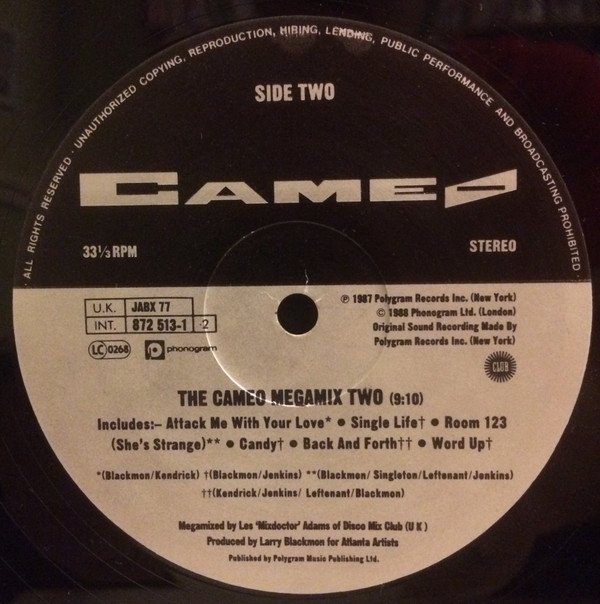 ALL RIGHTS RESERVED · UNAUTHORIZED COPYING, REPRODUCTION, HIRING, LENDING, PUBLIC PERFORMANCE AND BROADCASTING PROHIBITED ·
SIDE TWO
CAMEO
33⅓ RPM
STEREO
U.K. JABX 77
INT. 872 513-1 ·2
LC 0268 p phonogram
℗ 1987 Polygram Records Inc. (New York)
© 1988 Phonogram Ltd. (London)
Original Sound Recording Made By
Polygram Records Inc. (New York)
CLUB
THE CAMEO MEGAMIX TWO (9:10)
Includes:– Attack Me With Your Love* ● Single Life† ● Room 123
(She's Strange)** ● Candy† ● Back And Forth†† ● Word Up†
*(Blackmon/Kendrick) †(Blackmon/Jenkins) **(Blackmon/ Singleton/Leftenant/Jenkins)
††(Kendrick/Jenkins/ Leftenant/Blackmon)
Megamized by Les 'Mizdoctor' Adams of Disco Mix Club (U K )
Produced by Larry Blackmon for Atlanta Artists
Published by Polygram Music Publishing Ltd.